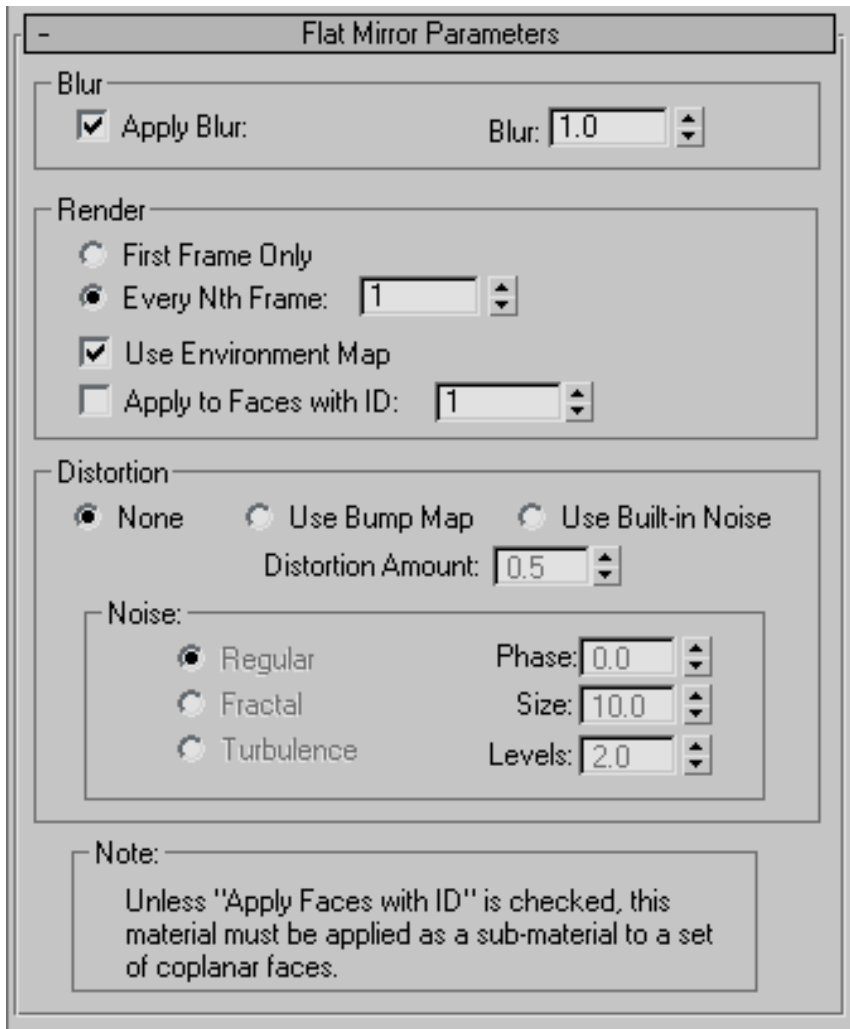 - Flat Mirror Parameters
Blur
Apply Blur: Blur: 1.0
Render
First Frame Only
Every Nth Frame: 1
Use Environment Map
Apply to Faces with ID: 1
Distortion
None Use Bump Map Use Built-in Noise
Distortion Amount: 0.5
Noise:
Regular Phase: 0.0
Fractal Size: 10.0
Turbulence Levels: 2.0
Note:
Unless "Apply Faces with ID" is checked, this
material must be applied as a sub-material to a set
of coplanar faces.